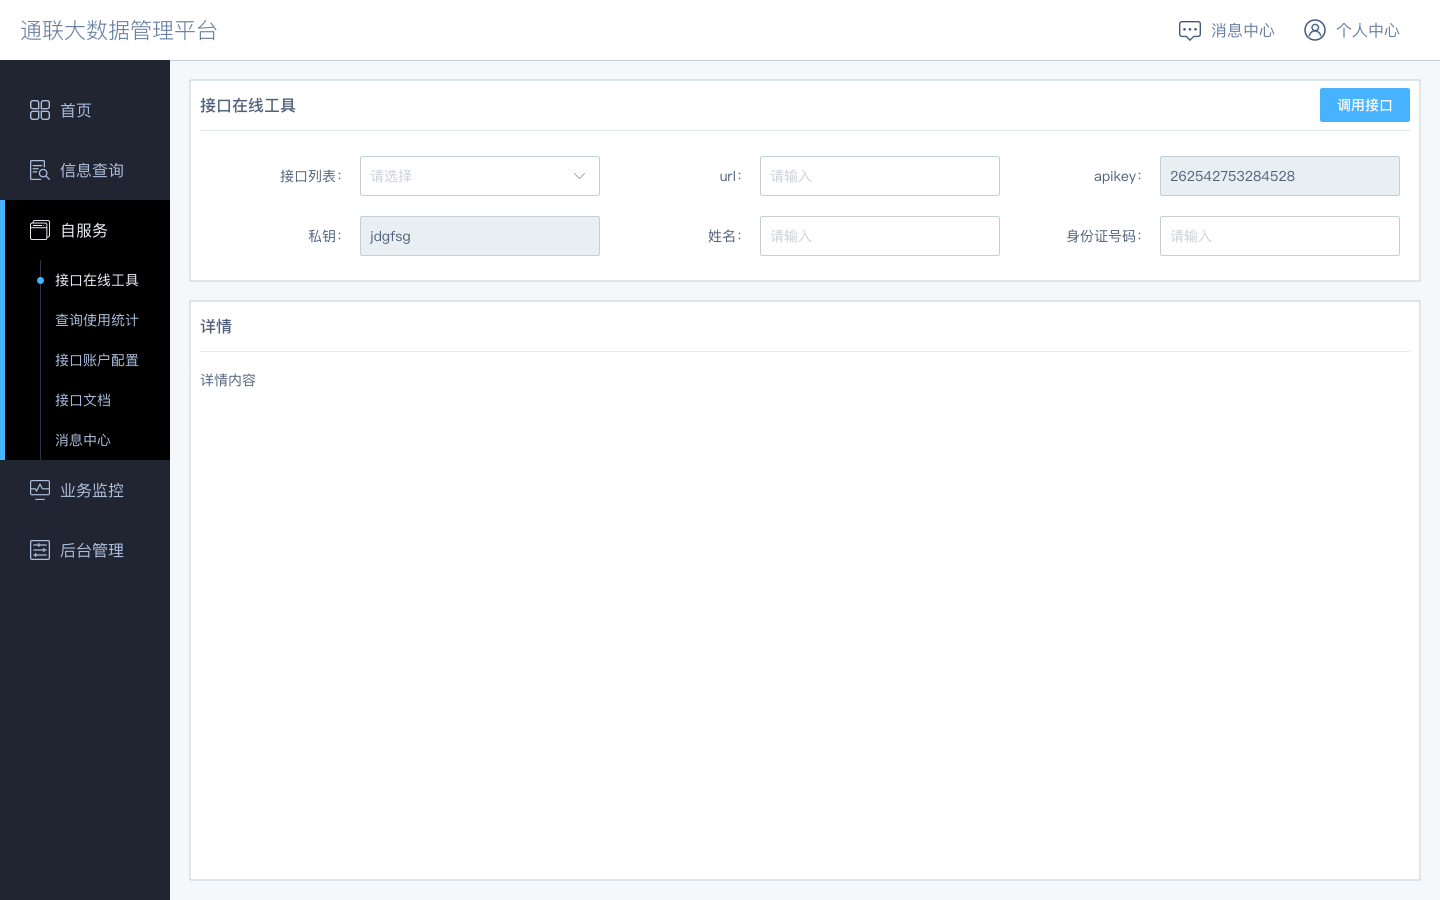 通联大数据管理平台
消息中心
个人中心
首页
信息查询
自服务
接口在线工具
查询使用统计
接口账户配置
接口文档
消息中心
业务监控
后台管理
接口在线工具
调用接口
接口列表： 请选择
url： 请输入
apikey： 262542753284528
私钥： jdgfsg
姓名： 请输入
身份证号码： 请输入
详情
详情内容